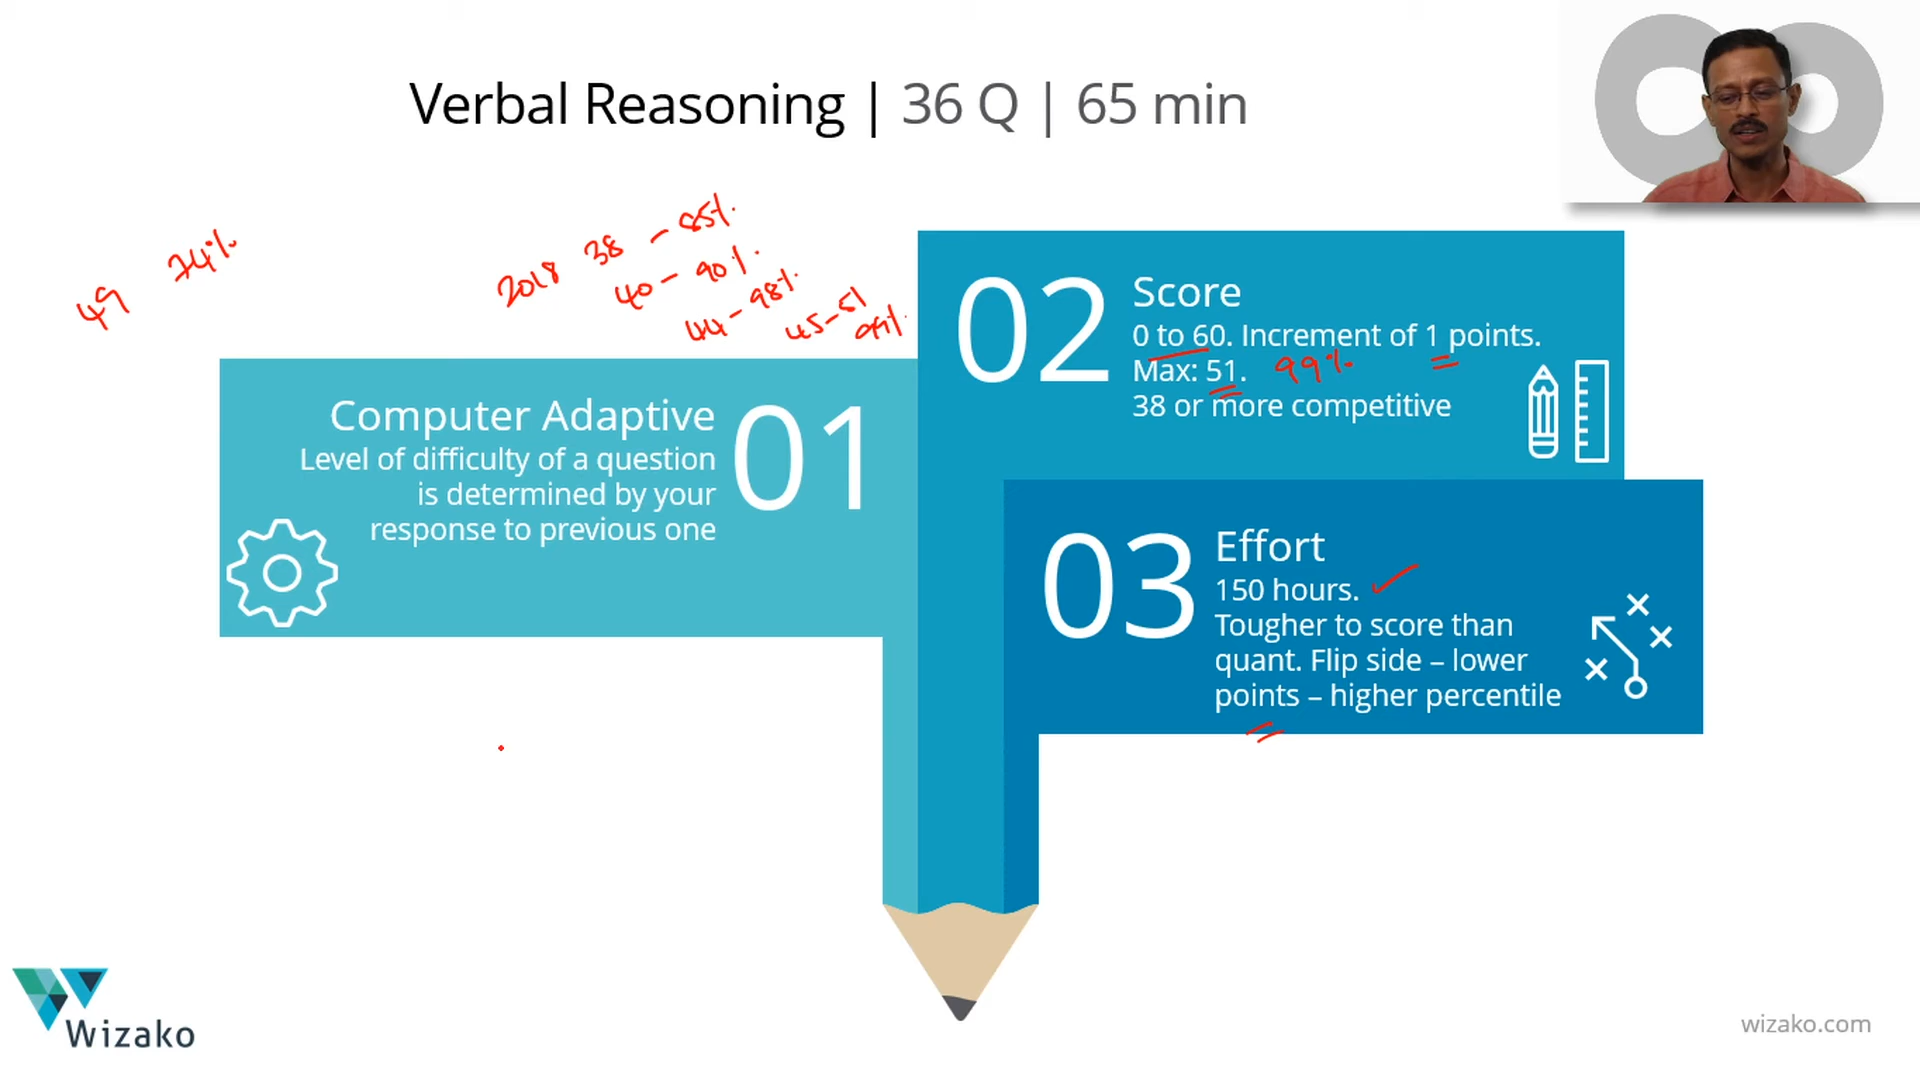 Verbal Reasoning | 36 Q | 65 min
49 74%
2018 38 - 85%
40 - 90%
44 - 98%
45-51
99%
01
Computer Adaptive
Level of difficulty of a question
is determined by your
response to previous one
02
Score
0 to 60. Increment of 1 points.
Max: 51. 99%
38 or more competitive
03
Effort
150 hours.
Tougher to score than
quant. Flip side – lower
points – higher percentile
Wizako
wizako.com